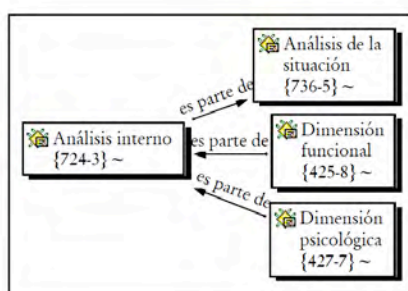 Análisis de la
situación
{736-5} ~
es parte de
Análisis interno
{724-3} ~
es parte de
Dimensión
funcional
{425-8} ~
es parte de
Dimensión
psicológica
{427-7} ~